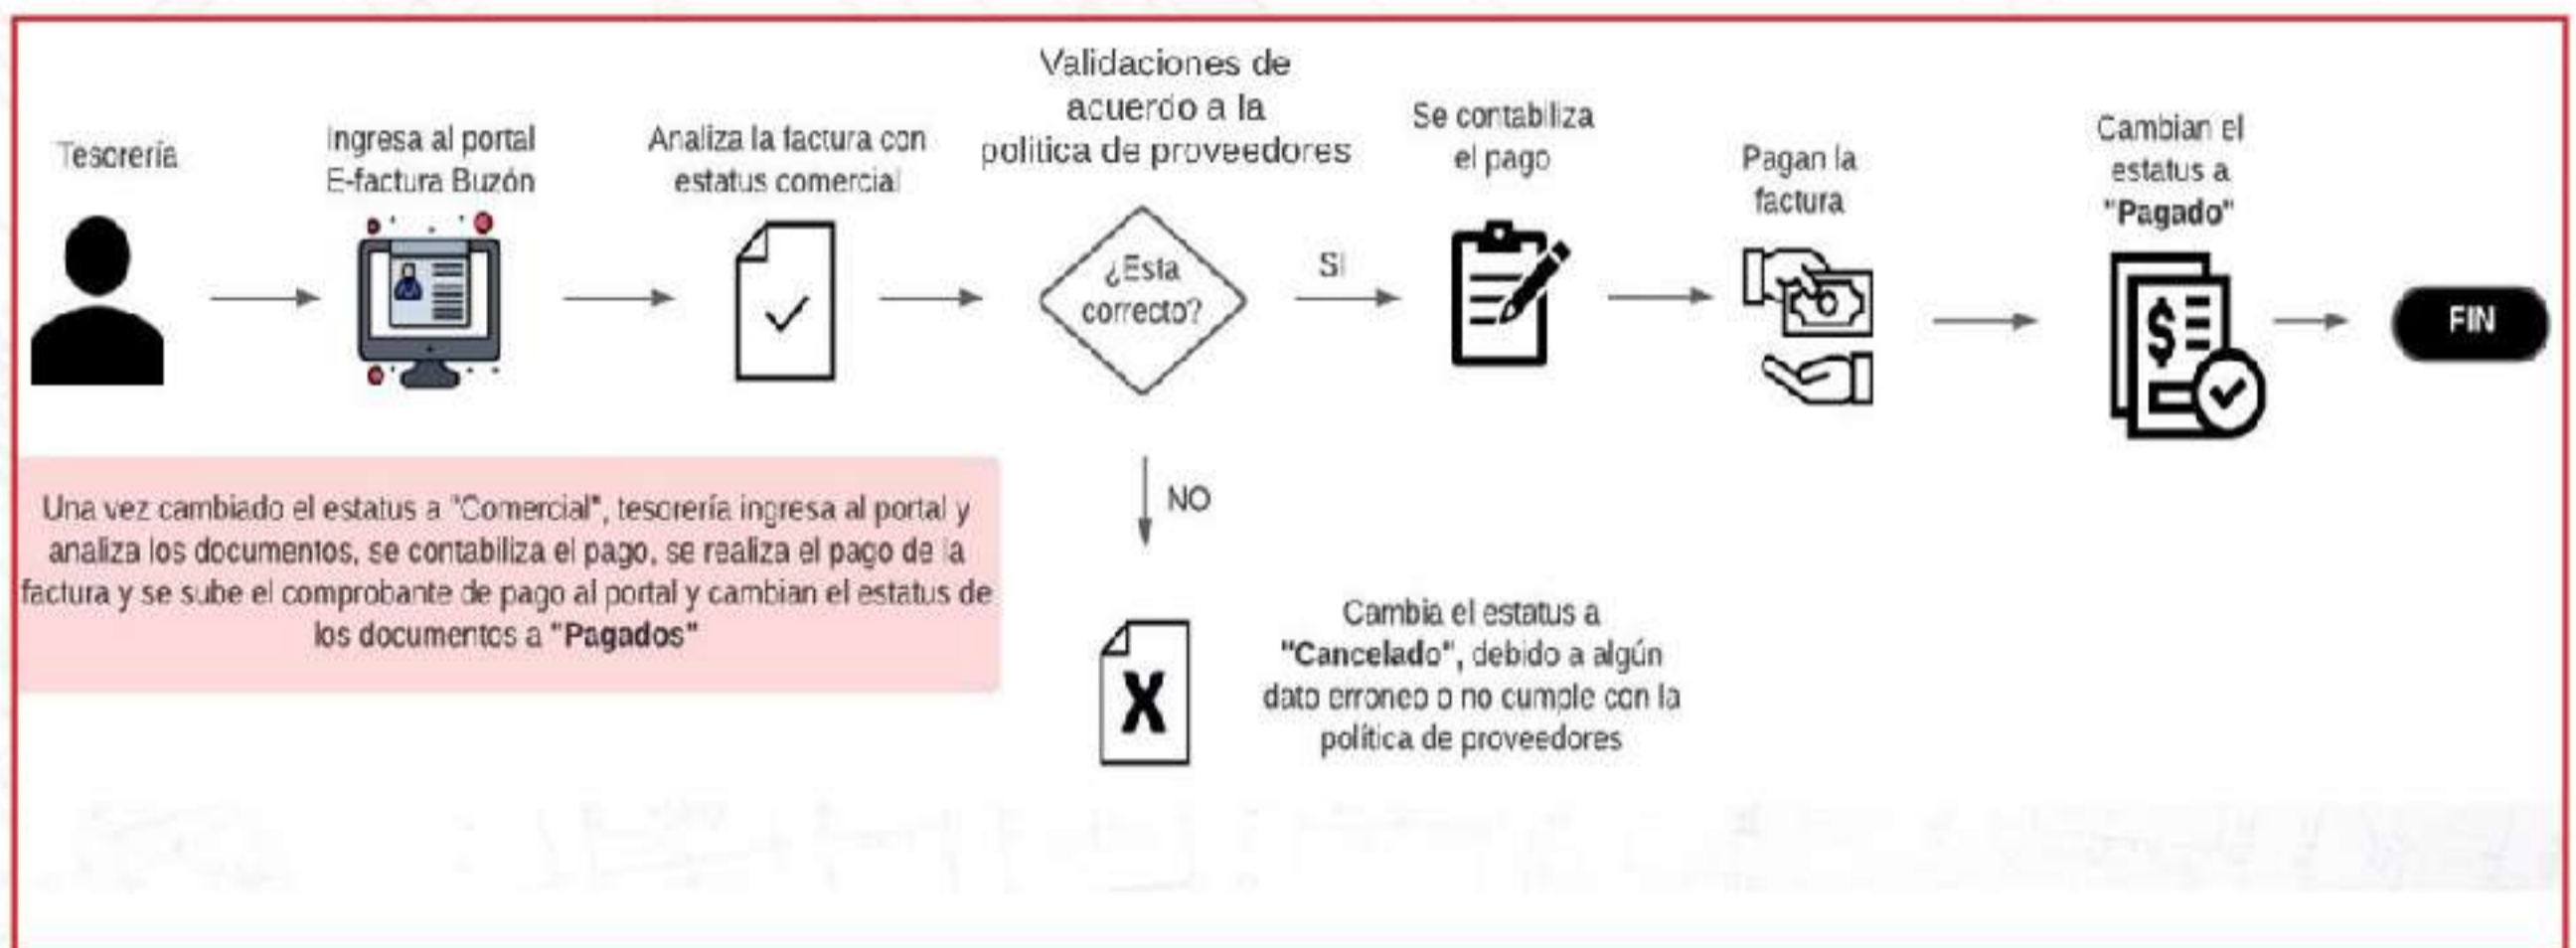 Tesorería
Ingresa al portal
E-factura Buzón
Analiza la factura con
estatus comercial
Validaciones de
acuerdo a la
política de proveedores
¿Esta
correcto?
SI
Se contabiliza
el pago
Pagan la
factura
Cambian el
estatus a
"Pagado"
FIN
Una vez cambiado el estatus a "Comercial", tesorería ingresa al portal y
analiza los documentos, se contabiliza el pago, se realiza el pago de la
factura y se sube el comprobante de pago al portal y cambian el estatus de
los documentos a "Pagados"
NO
X
Cambia el estatus a
"Cancelado", debido a algún
dato erroneo o no cumple con la
política de proveedores